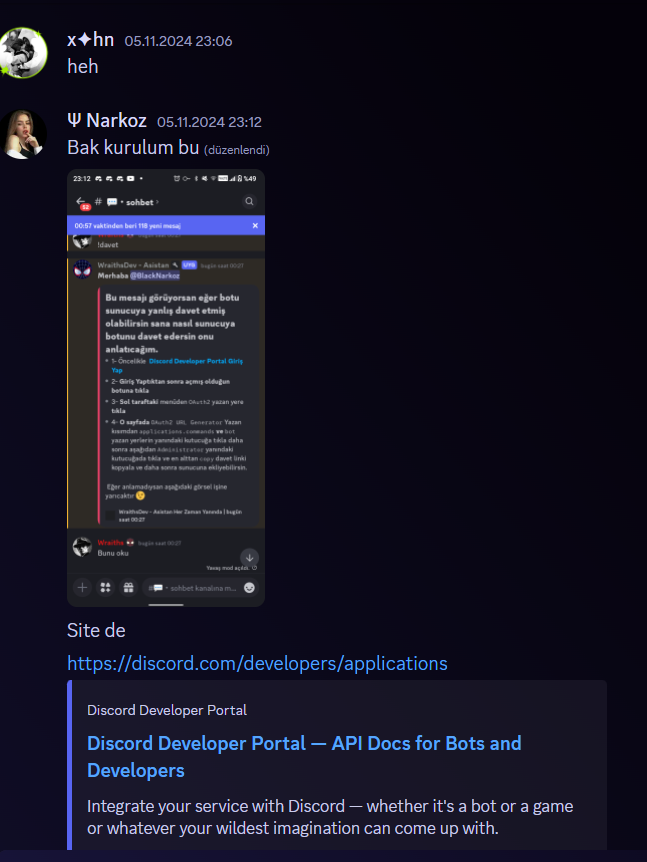 x✦hn 05.11.2024 23:06
heh
Ψ Narkoz 05.11.2024 23:12
Bak kurulum bu (düzenlendi)
23:12 %49
52
# 💬・sohbet ›
00:57 vaktinden beri 118 yeni mesaj
!davet
WraithsDev - Asistan UYG bugün saat 00:27
Merhaba @BlackNarkoz
Bu mesajı görüyorsan eğer botu
sunucuya yanlış davet etmiş
olabilirsin sana nasıl sunucuya
botunu davet edersin onu
anlatıcağım.
• 1- Öncelikle Discord Developer Portal Giriş
Yap
• 2- Giriş Yaptıktan sonra açmış olduğun
botuna tıkla
• 3- Sol taraftaki menüden OAuth2 yazan yere
tıkla
• 4- O sayfada OAuth2 URL Generator Yazan
kısımdan applications.commands ve bot
yazan yerlerin yanındaki kutucuğa tıkla daha
sonra aşağıdan Administrator yanındaki
kutucuğada tıkla ve en alttan copy davet linki
kopyala ve daha sonra sunucuna ekliyebilirsin.
Eğer anlamadıysan aşağıdaki görsel işine
yarıcaktır 😗
WraithsDev - Asistan Her Zaman Yanında | bugün
saat 00:27
Wraiths bugün saat 00:27
Bunu oku
Yavaş mod açıldı.
#💬・sohbet kanalına m...
Site de
https://discord.com/developers/applications
Discord Developer Portal
Discord Developer Portal — API Docs for Bots and
Developers
Integrate your service with Discord — whether it's a bot or a game
or whatever your wildest imagination can come up with.